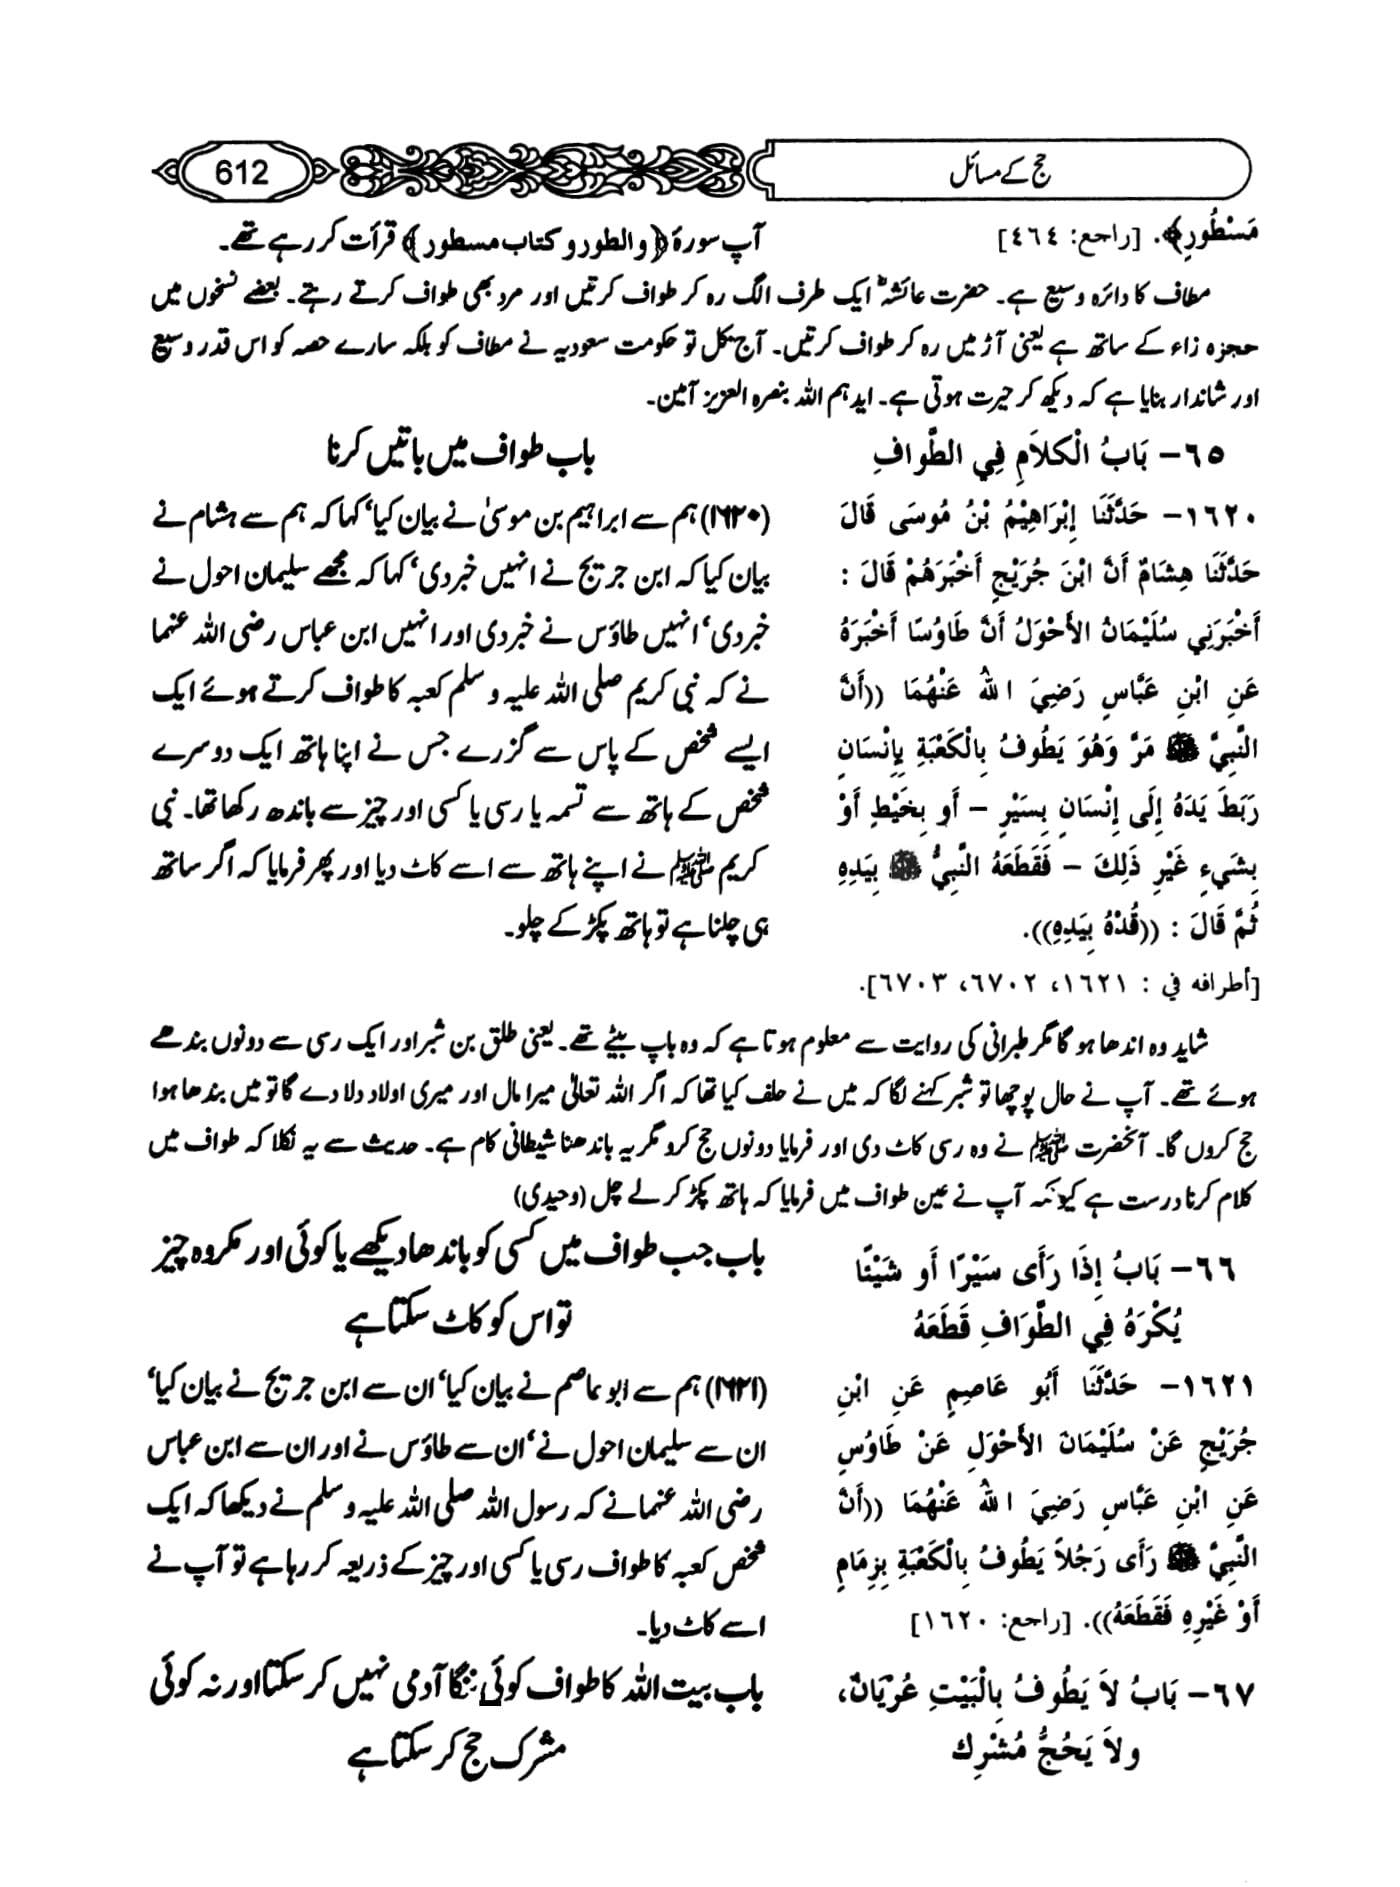 حج کے مسائل
612
مَسْطُورٍ﴾. [راجع: ٤٦٤]
آپ سورۂ ﴿والطور و کتاب مسطور﴾ قرأت کر رہے تھے۔
مطاف کا دائرہ وسیع ہے۔ حضرت عائشہؓ ایک طرف الگ رہ کر طواف کرتیں اور مرد بھی طواف کرتے رہتے۔ بعضے نسخوں میں
حجزہ زاء کے ساتھ ہے یعنی آڑ میں رہ کر طواف کرتیں۔ آج کل تو حکومت سعودیہ نے مطاف کو بلکہ سارے حصہ کو اس قدر وسیع
اور شاندار بنایا ہے کہ دیکھ کر حیرت ہوتی ہے۔ ایدہم اللہ بنصرہ العزیز آمین۔
٦٥- بَابُ الْكَلاَمِ فِي الطَّوافِ
١٦٢٠- حَدَّثَنَا إِبْرَاهِيْمُ بْنُ مُوسَى قَالَ
حَدَّثَنَا هِشَامٌ أَنَّ ابْنَ جُرَيْجٍ أَخْبَرَهُمْ قَالَ :
أَخْبَرَنِي سُلَيْمَانُ الأَحْوَلُ أَنَّ طَاوُسًا أَخْبَرَهُ
عَنِ ابْنِ عَبَّاسٍ رَضِيَ اللهُ عَنْهُمَا ((أَنَّ
النَّبِيَّ ﷺ مَرَّ وَهُوَ يَطُوفُ بِالْكَعْبَةِ بِإِنْسَانٍ
رَبَطَ يَدَهُ إِلَى إِنْسَانٍ بِسَيْرٍ – أَو بِخَيْطٍ أَوْ
بِشَيءٍ غَيْرِ ذَلِكَ – فَقَطَعَهُ النَّبِيُّ ﷺ بِيَدِهِ
ثُمَّ قَالَ : ((قُدْهُ بِيَدِهِ)).
[أطرافه في : ١٦٢١، ٦٧٠٢، ٦٧٠٣].
باب طواف میں باتیں کرنا
(۱۶۲۰) ہم سے ابراہیم بن موسیٰ نے بیان کیا‘ کہا کہ ہم سے ہشام نے
بیان کیا کہ ابن جریج نے انہیں خبر دی‘ کہا کہ مجھے سلیمان احول نے
خبر دی‘ انہیں طاؤس نے خبر دی اور انہیں ابن عباس رضی اللہ عنہما
نے کہ نبی کریم صلی اللہ علیہ و سلم کعبہ کا طواف کرتے ہوئے ایک
ایسے شخص کے پاس سے گزرے جس نے اپنا ہاتھ ایک دوسرے
شخص کے ہاتھ سے تسمہ یا رسی یا کسی اور چیز سے باندھ رکھا تھا۔ نبی
کریم ﷺ نے اپنے ہاتھ سے اسے کاٹ دیا اور پھر فرمایا کہ اگر ساتھ
ہی چلنا ہے تو ہاتھ پکڑ کے چلو۔
شاید وہ اندھا ہو گا مگر طبرانی کی روایت سے معلوم ہوتا ہے کہ وہ باپ بیٹے تھے۔ یعنی طلق بن شبر اور ایک رسی سے دونوں بندھے
ہوئے تھے۔ آپ نے حال پوچھا تو شبر کہنے لگا کہ میں نے حلف کیا تھا کہ اگر اللہ تعالیٰ میرا مال اور میری اولاد دلا دے گا تو میں بندھا ہوا
حج کروں گا۔ آنحضرت ﷺ نے وہ رسی کاٹ دی اور فرمایا دونوں حج کرو مگر یہ باندھنا شیطانی کام ہے۔ حدیث سے یہ نکلا کہ طواف میں
کلام کرنا درست ہے کیونکہ آپ نے عین طواف میں فرمایا کہ ہاتھ پکڑ کر لے چل (وحیدی)
٦٦- بَابُ إِذَا رَأَى سَيْرًا أَو شَيْئًا
يُكْرَهُ فِي الطَّوَافِ قَطَعَهُ
١٦٢١- حَدَّثَنَا أَبُو عَاصِمٍ عَنِ ابْنِ
جُرَيْجٍ عَنْ سُلَيْمَانَ الأَحْوَلِ عَنْ طَاوُسٍ
عَنِ ابْنِ عَبَّاسٍ رَضِيَ اللهُ عَنْهُمَا ((أَنَّ
النَّبِيَّ ﷺ رَأَى رَجُلاً يَطُوفُ بِالْكَعْبَةِ بِزِمَامٍ
أَوْ غَيْرِهِ فَقَطَعَهُ)). [راجع: ١٦٢٠]
باب جب طواف میں کسی کو باندھا دیکھے یا کوئی اور مکروہ چیز
تو اس کو کاٹ سکتا ہے
(۱۶۲۱) ہم سے ابو عاصم نے بیان کیا‘ ان سے ابن جریج نے بیان کیا‘
ان سے سلیمان احول نے‘ ان سے طاؤس نے اور ان سے ابن عباس
رضی اللہ عنہما نے کہ رسول اللہ صلی اللہ علیہ و سلم نے دیکھا کہ ایک
شخص کعبہ کا طواف رسی یا کسی اور چیز کے ذریعہ کر رہا ہے تو آپ نے
اسے کاٹ دیا۔
٦٧- بَابُ لاَ يَطُوفُ بِالْبَيْتِ عُرْيَانٌ،
ولاَ يَحُجُّ مُشْرِك
باب بیت اللہ کا طواف کوئی ننگا آدمی نہیں کر سکتا اور نہ کوئی
مشرک حج کر سکتا ہے